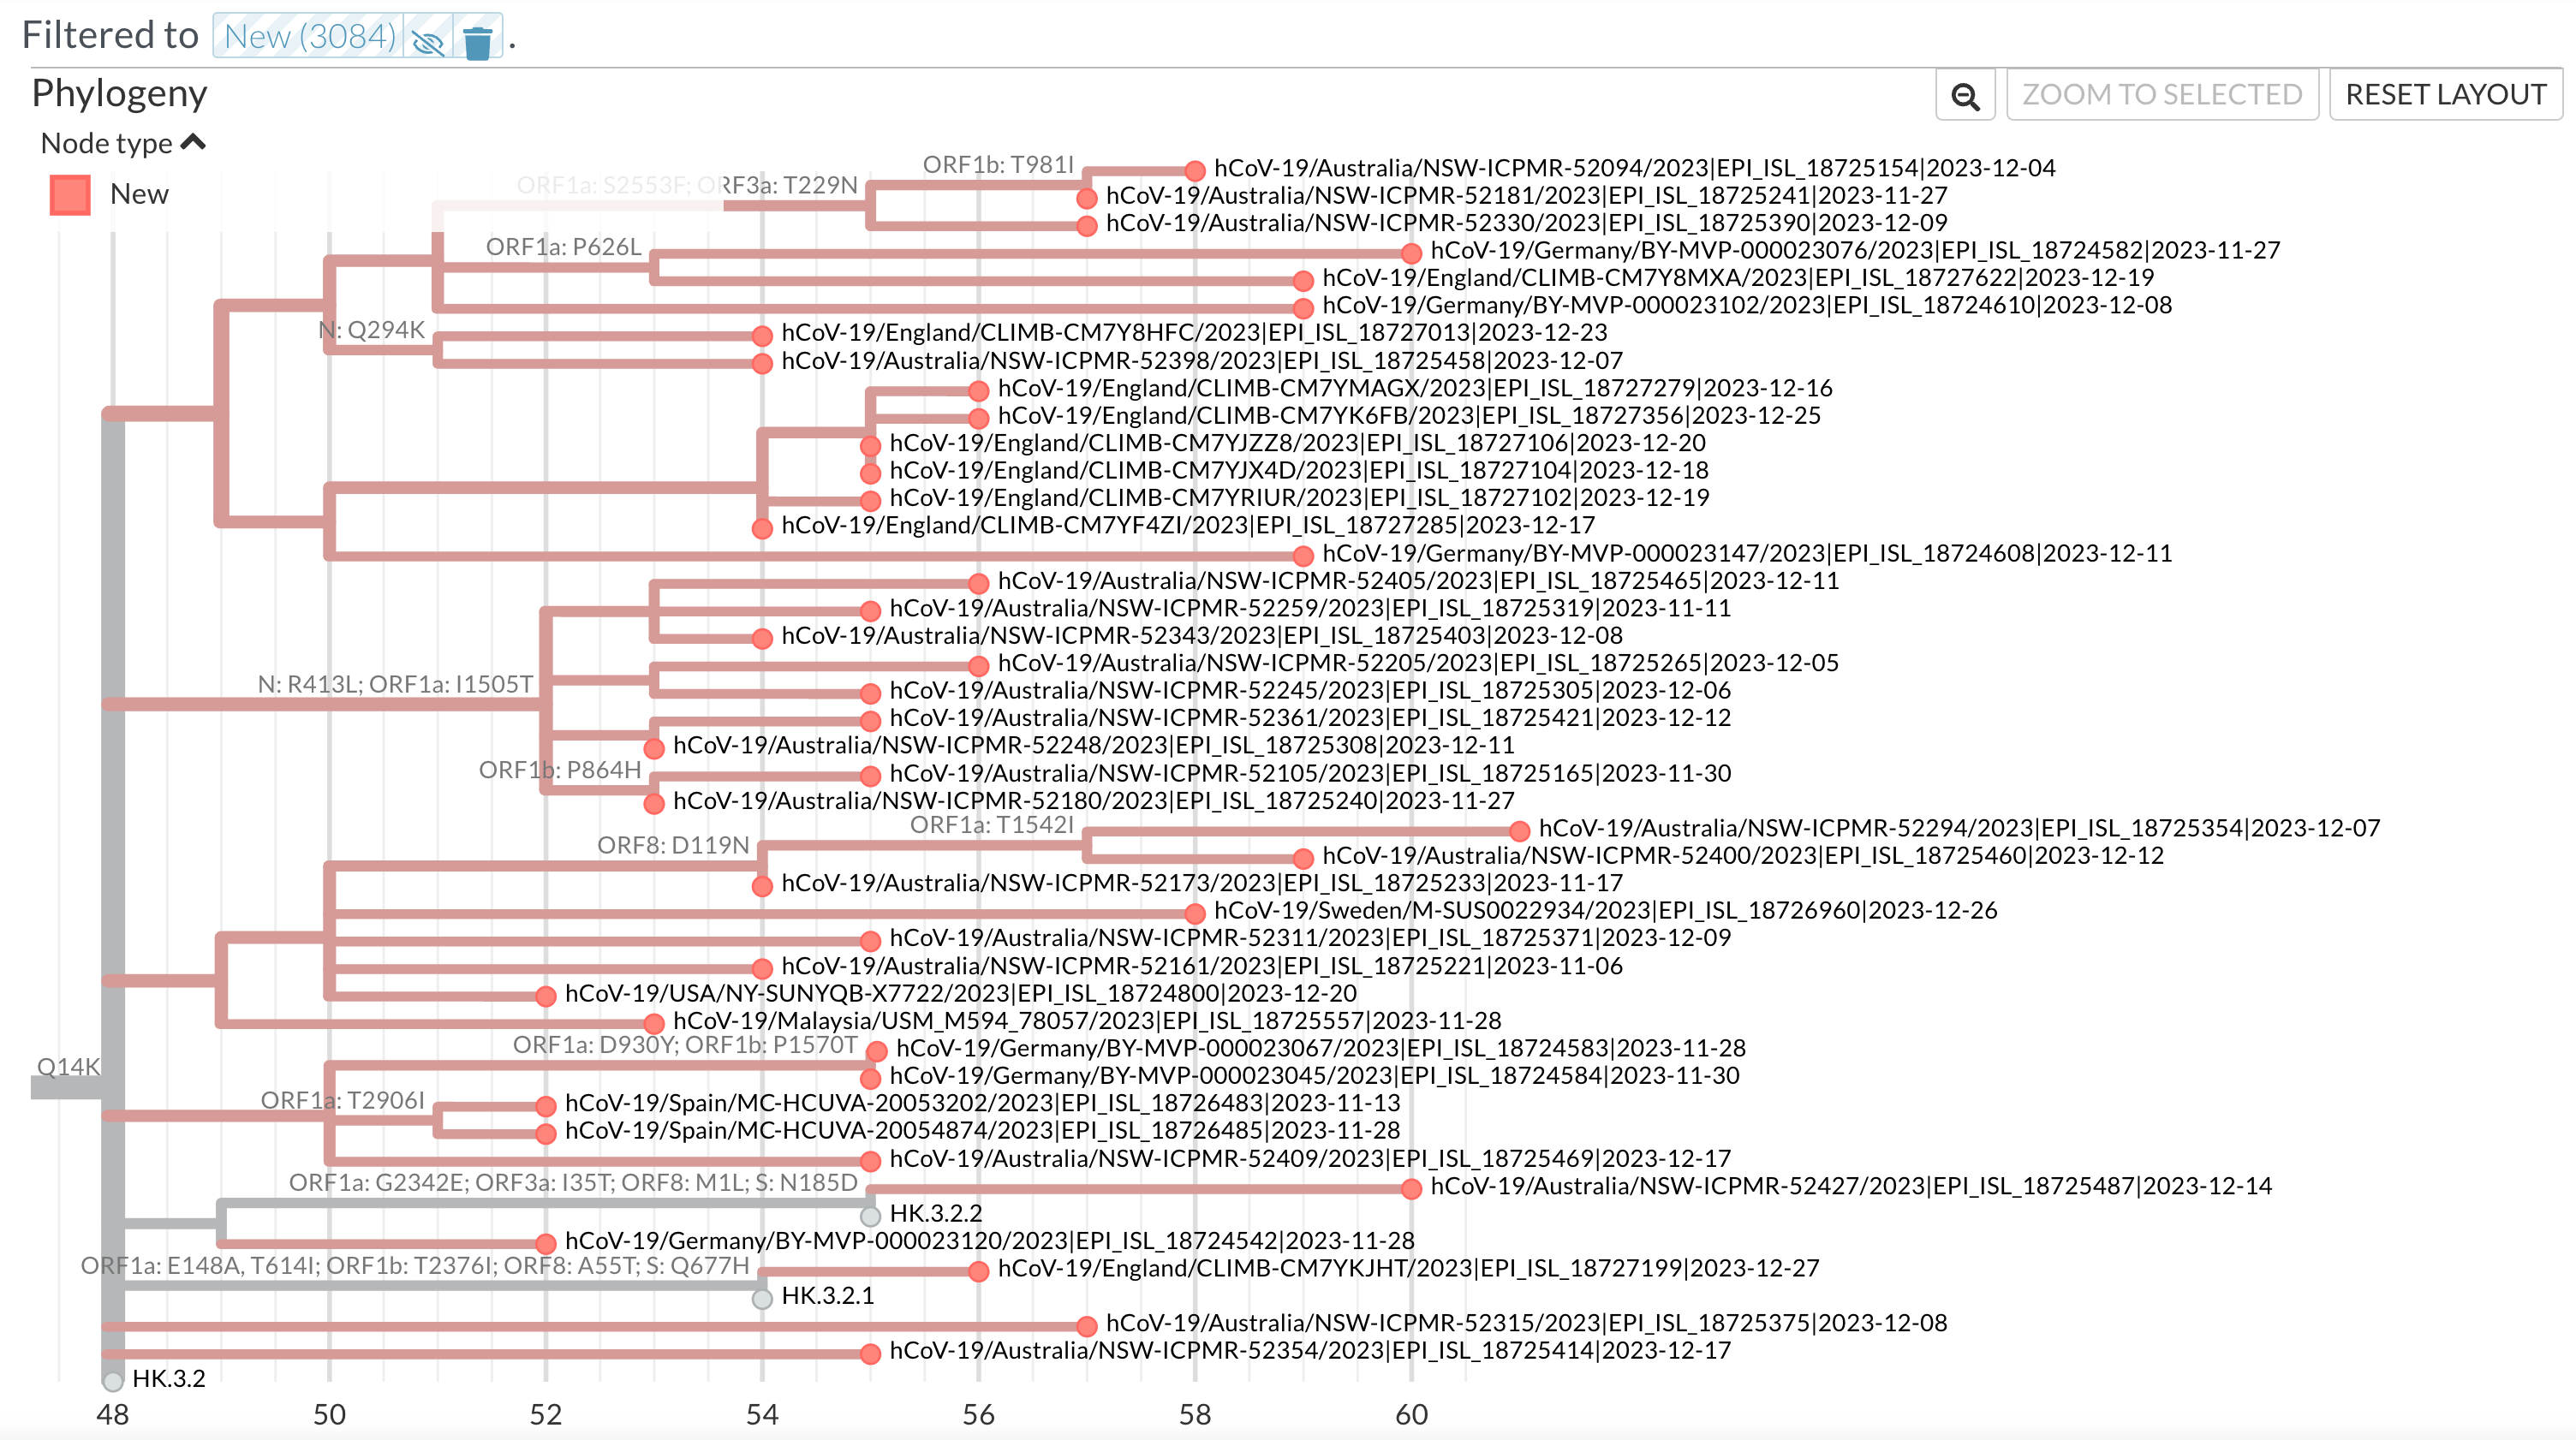 Filtered to New (3084) .
Phylogeny
ZOOM TO SELECTED
RESET LAYOUT
Node type
New
ORF1b: T981I
hCoV-19/Australia/NSW-ICPMR-52094/2023|EPI_ISL_18725154|2023-12-04
ORF1a: S2553F; ORF3a: T229N
hCoV-19/Australia/NSW-ICPMR-52181/2023|EPI_ISL_18725241|2023-11-27
hCoV-19/Australia/NSW-ICPMR-52330/2023|EPI_ISL_18725390|2023-12-09
ORF1a: P626L
hCoV-19/Germany/BY-MVP-000023076/2023|EPI_ISL_18724582|2023-11-27
hCoV-19/England/CLIMB-CM7Y8MXA/2023|EPI_ISL_18727622|2023-12-19
hCoV-19/Germany/BY-MVP-000023102/2023|EPI_ISL_18724610|2023-12-08
N: Q294K
hCoV-19/England/CLIMB-CM7Y8HFC/2023|EPI_ISL_18727013|2023-12-23
hCoV-19/Australia/NSW-ICPMR-52398/2023|EPI_ISL_18725458|2023-12-07
hCoV-19/England/CLIMB-CM7YMAGX/2023|EPI_ISL_18727279|2023-12-16
hCoV-19/England/CLIMB-CM7YK6FB/2023|EPI_ISL_18727356|2023-12-25
hCoV-19/England/CLIMB-CM7YJZZ8/2023|EPI_ISL_18727106|2023-12-20
hCoV-19/England/CLIMB-CM7YJX4D/2023|EPI_ISL_18727104|2023-12-18
hCoV-19/England/CLIMB-CM7YRIUR/2023|EPI_ISL_18727102|2023-12-19
hCoV-19/England/CLIMB-CM7YF4ZI/2023|EPI_ISL_18727285|2023-12-17
hCoV-19/Germany/BY-MVP-000023147/2023|EPI_ISL_18724608|2023-12-11
hCoV-19/Australia/NSW-ICPMR-52405/2023|EPI_ISL_18725465|2023-12-11
hCoV-19/Australia/NSW-ICPMR-52259/2023|EPI_ISL_18725319|2023-11-11
hCoV-19/Australia/NSW-ICPMR-52343/2023|EPI_ISL_18725403|2023-12-08
hCoV-19/Australia/NSW-ICPMR-52205/2023|EPI_ISL_18725265|2023-12-05
N: R413L; ORF1a: I1505T
hCoV-19/Australia/NSW-ICPMR-52245/2023|EPI_ISL_18725305|2023-12-06
hCoV-19/Australia/NSW-ICPMR-52361/2023|EPI_ISL_18725421|2023-12-12
hCoV-19/Australia/NSW-ICPMR-52248/2023|EPI_ISL_18725308|2023-12-11
ORF1b: P864H
hCoV-19/Australia/NSW-ICPMR-52105/2023|EPI_ISL_18725165|2023-11-30
hCoV-19/Australia/NSW-ICPMR-52180/2023|EPI_ISL_18725240|2023-11-27
ORF1a: T1542I
hCoV-19/Australia/NSW-ICPMR-52294/2023|EPI_ISL_18725354|2023-12-07
ORF8: D119N
hCoV-19/Australia/NSW-ICPMR-52400/2023|EPI_ISL_18725460|2023-12-12
hCoV-19/Australia/NSW-ICPMR-52173/2023|EPI_ISL_18725233|2023-11-17
hCoV-19/Sweden/M-SUS0022934/2023|EPI_ISL_18726960|2023-12-26
hCoV-19/Australia/NSW-ICPMR-52311/2023|EPI_ISL_18725371|2023-12-09
hCoV-19/Australia/NSW-ICPMR-52161/2023|EPI_ISL_18725221|2023-11-06
hCoV-19/USA/NY-SUNYQB-X7722/2023|EPI_ISL_18724800|2023-12-20
hCoV-19/Malaysia/USM_M594_78057/2023|EPI_ISL_18725557|2023-11-28
ORF1a: D930Y; ORF1b: P1570T
hCoV-19/Germany/BY-MVP-000023067/2023|EPI_ISL_18724583|2023-11-28
Q14K
hCoV-19/Germany/BY-MVP-000023045/2023|EPI_ISL_18724584|2023-11-30
ORF1a: T2906I
hCoV-19/Spain/MC-HCUVA-20053202/2023|EPI_ISL_18726483|2023-11-13
hCoV-19/Spain/MC-HCUVA-20054874/2023|EPI_ISL_18726485|2023-11-28
hCoV-19/Australia/NSW-ICPMR-52409/2023|EPI_ISL_18725469|2023-12-17
ORF1a: G2342E; ORF3a: I35T; ORF8: M1L; S: N185D
hCoV-19/Australia/NSW-ICPMR-52427/2023|EPI_ISL_18725487|2023-12-14
HK.3.2.2
hCoV-19/Germany/BY-MVP-000023120/2023|EPI_ISL_18724542|2023-11-28
ORF1a: E148A, T614I; ORF1b: T2376I; ORF8: A55T; S: Q677H
hCoV-19/England/CLIMB-CM7YKJHT/2023|EPI_ISL_18727199|2023-12-27
HK.3.2.1
hCoV-19/Australia/NSW-ICPMR-52315/2023|EPI_ISL_18725375|2023-12-08
hCoV-19/Australia/NSW-ICPMR-52354/2023|EPI_ISL_18725414|2023-12-17
HK.3.2
48 50 52 54 56 58 60